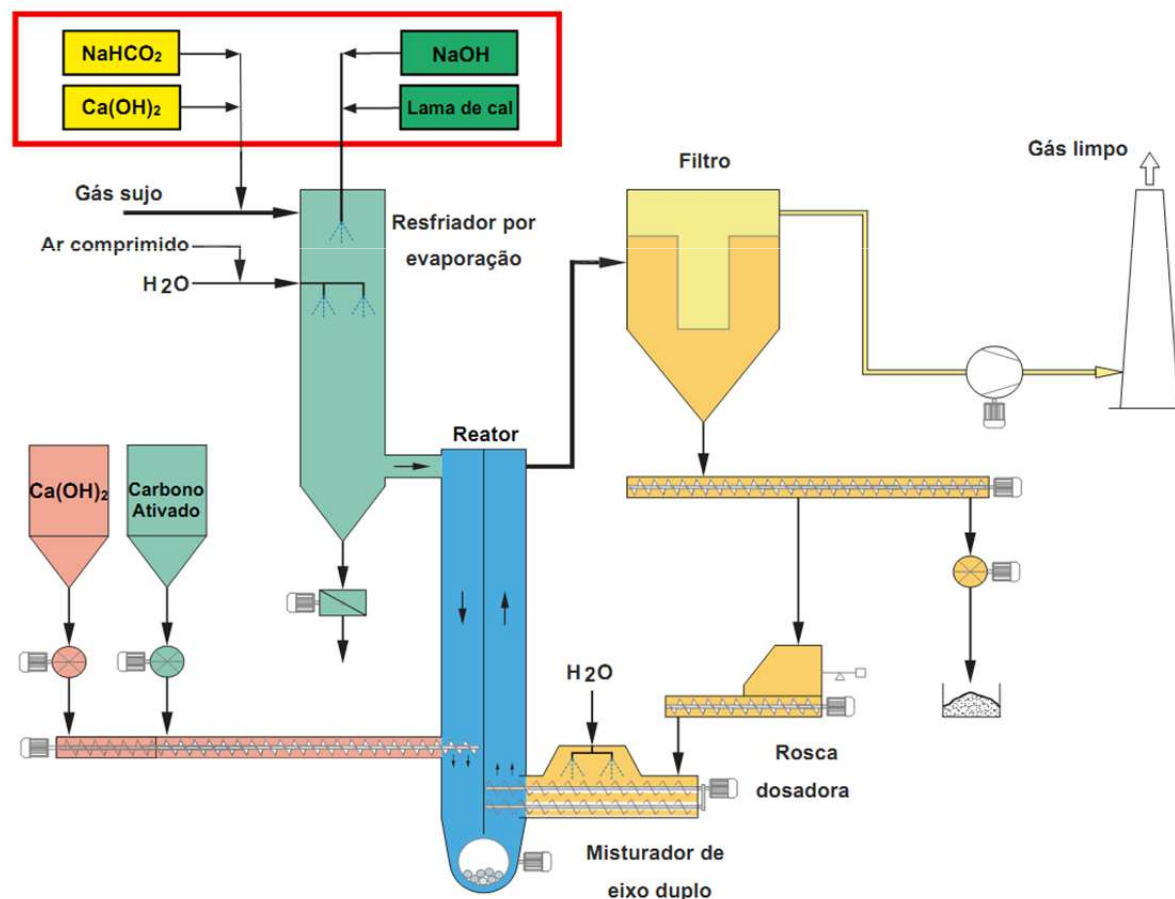 NaHCO2
NaOH
Ca(OH)2
Lama de cal
Gás sujo
Ar comprimido
H2O
Resfriador por
evaporação
Filtro
Gás limpo
Reator
Ca(OH)2
Carbono
Ativado
H2O
Rosca
dosadora
Misturador de
eixo duplo